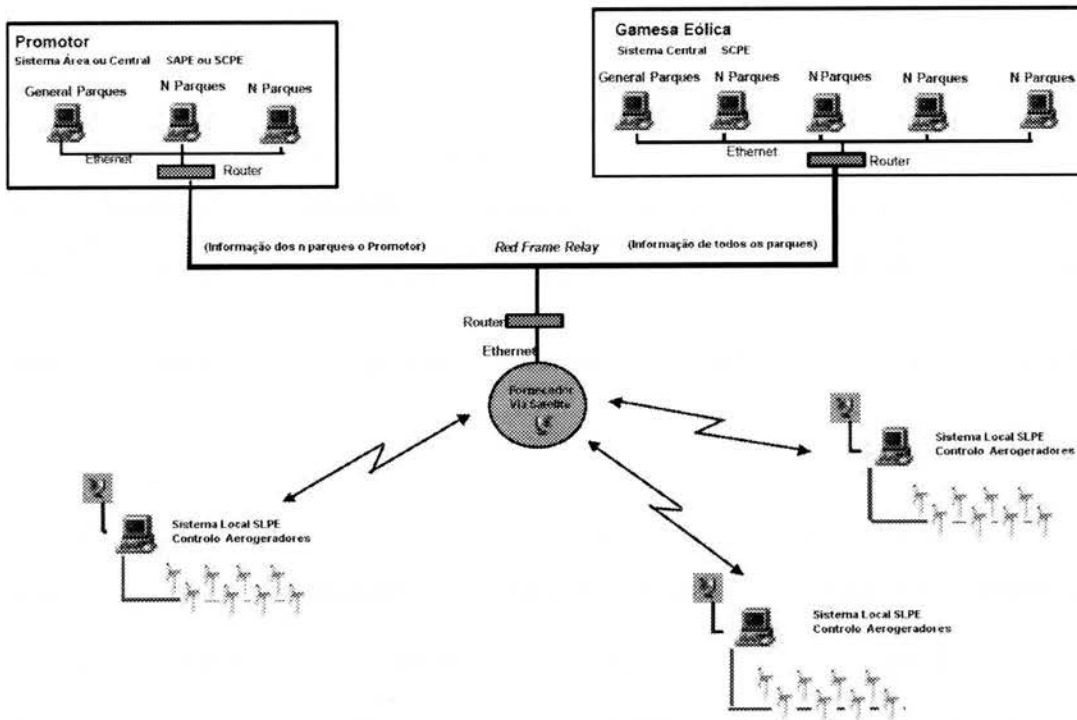 Promotor
Sistema Área ou Central SAPE ou SCPE
General Parques N Parques N Parques
Ethernet
Router
Gamesa Eólica
Sistema Central SCPE
General Parques N Parques N Parques N Parques N Parques
Ethernet
Router
(Informação dos n parques o Promotor)
Red Frame Relay
(Informação de todos os parques)
Router
Ethernet
Fornecedor
Via Satelite
Sistema Local SLPE
Controlo Aerogeradores
Sistema Local SLPE
Controlo Aerogeradores
Sistema Local SLPE
Controlo Aerogeradores